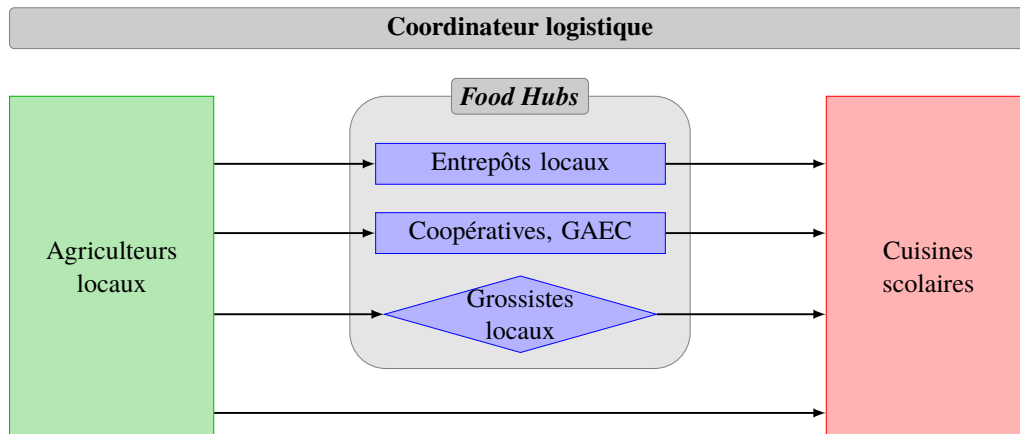 Coordinateur logistique
Food Hubs
Entrepôts locaux
Coopératives, GAEC
Agriculteurs
locaux
Grossistes
locaux
Cuisines
scolaires